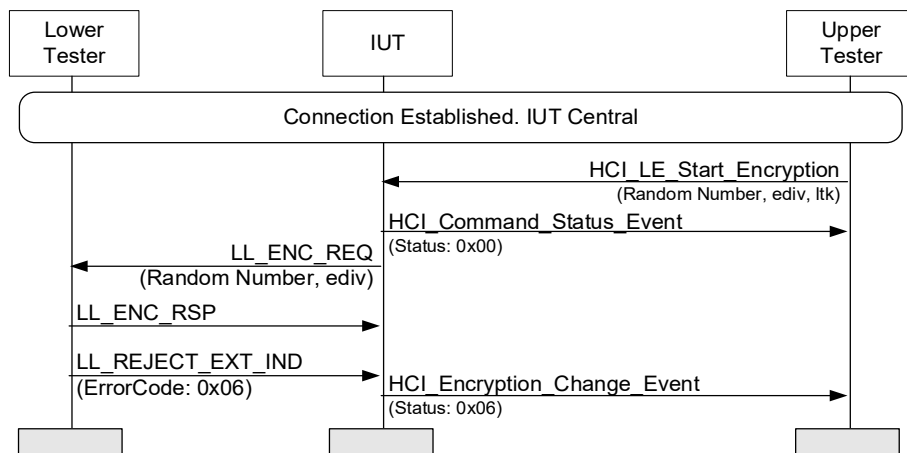 Lower
Tester
IUT
Upper
Tester
Connection Established. IUT Central
HCI_LE_Start_Encryption
(Random Number, ediv, ltk)
HCI_Command_Status_Event
(Status: 0x00)
LL_ENC_REQ
(Random Number, ediv)
LL_ENC_RSP
LL_REJECT_EXT_IND
(ErrorCode: 0x06)
HCI_Encryption_Change_Event
(Status: 0x06)